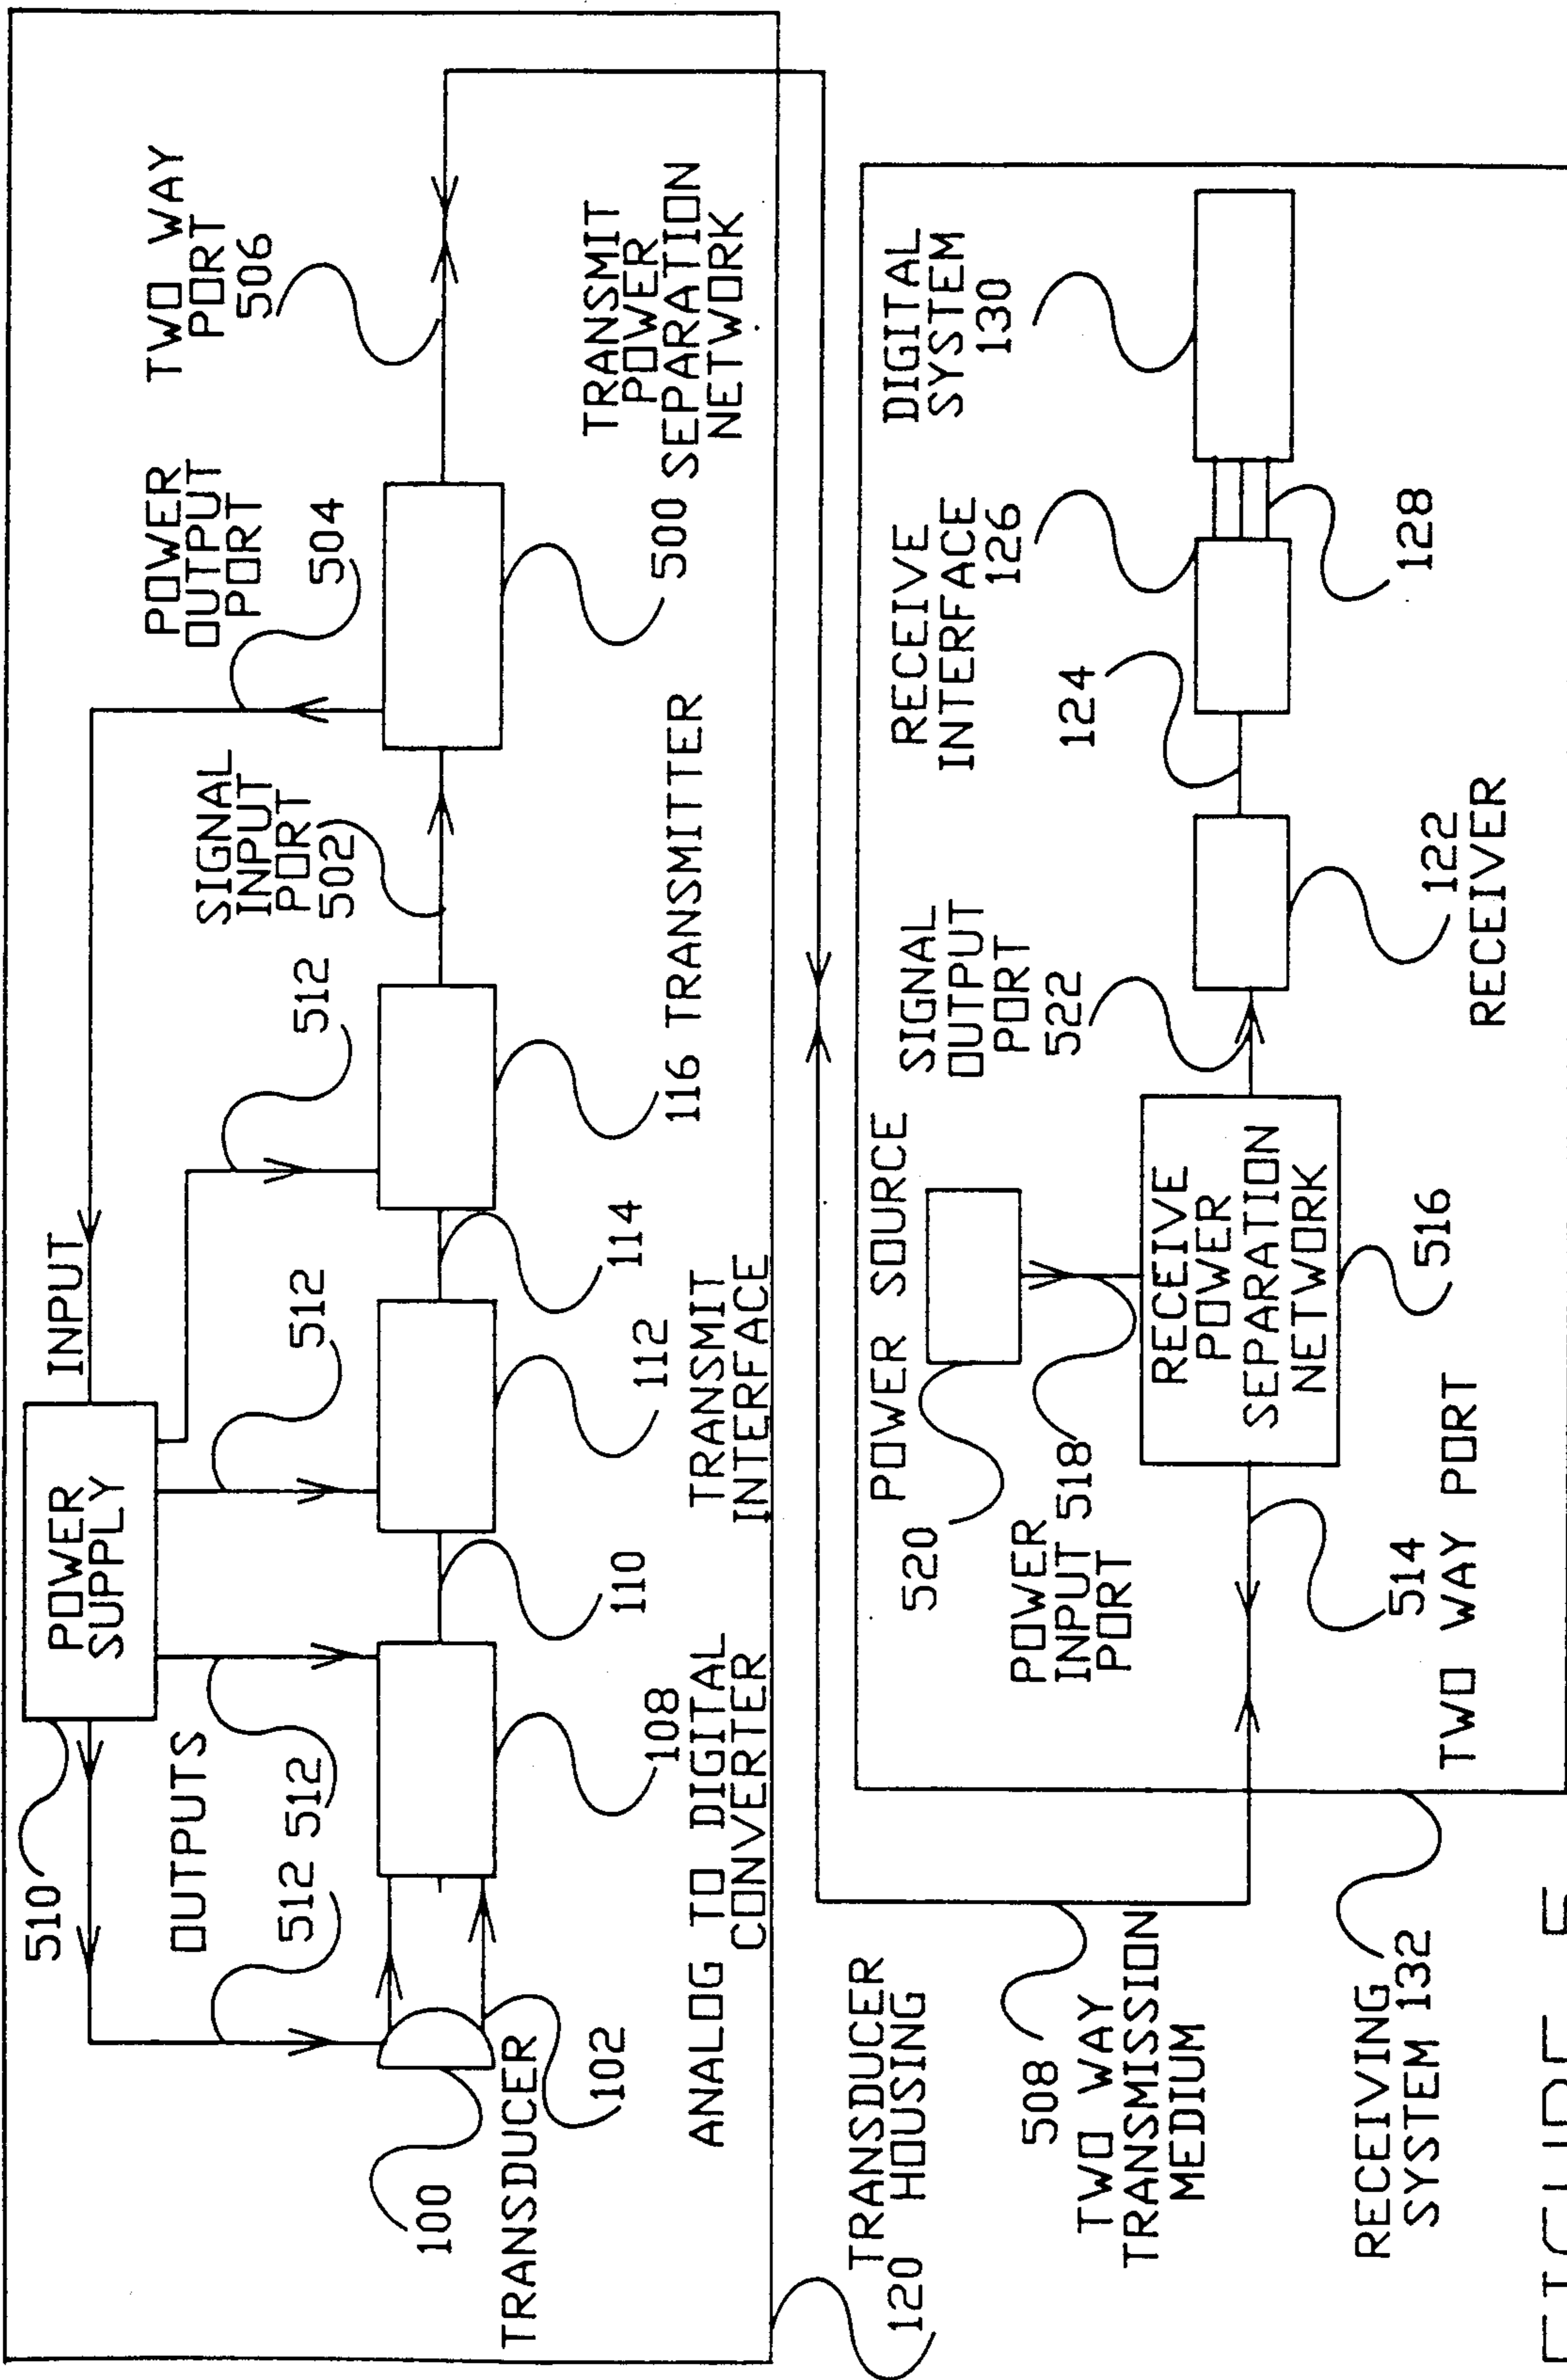 POWER
SUPPLY
INPUT
510
OUTPUTS
512
512
512
512
SIGNAL
INPUT
PORT
502
POWER
OUTPUT
PORT
504
TWO WAY
PORT
506
100
TRANSDUCER
102
108
ANALOG TO DIGITAL
CONVERTER
110
112
TRANSMIT
INTERFACE
114
116 TRANSMITTER
500
TRANSMIT
POWER
SEPARATION
NETWORK
TRANSDUCER
120 HOUSING
508
TWO WAY
TRANSMISSION
MEDIUM
RECEIVING
SYSTEM 132
POWER SOURCE
520
POWER
INPUT 518
PORT
RECEIVE
POWER
SEPARATION
NETWORK
514
TWO WAY PORT
516
SIGNAL
OUTPUT
PORT
522
122
RECEIVER
124
RECEIVE
INTERFACE
126
128
DIGITAL
SYSTEM
130